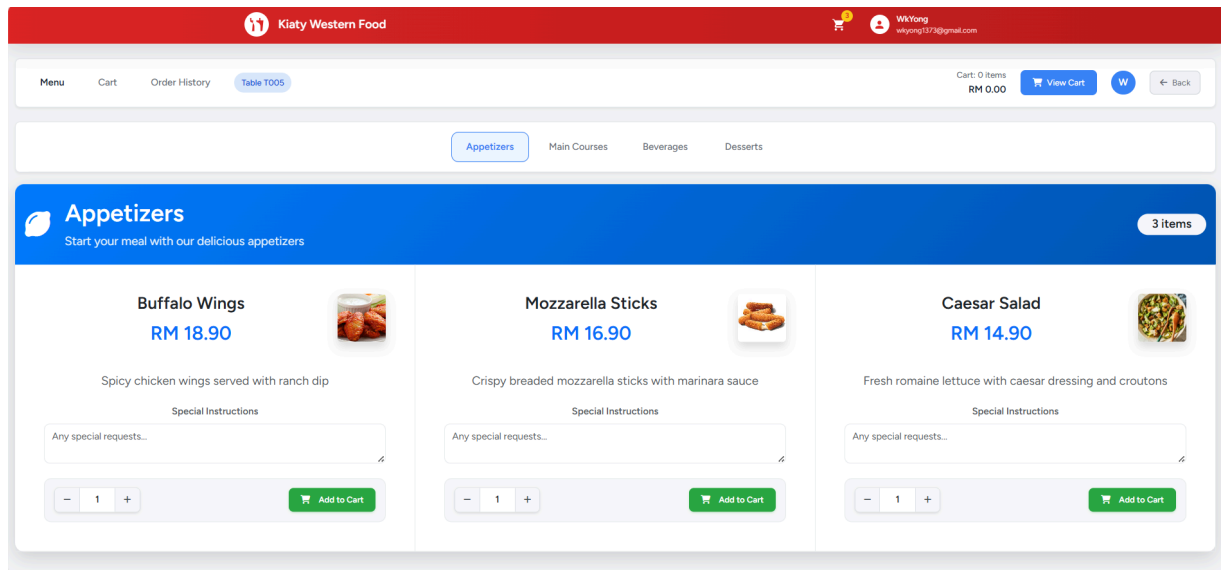 Kiaty Western Food
3
WkYong
wkyong1373@gmail.com
Menu
Cart
Order History
Table T005
Cart: 0 items
RM 0.00
View Cart
W
← Back
Appetizers
Main Courses
Beverages
Desserts
Appetizers
Start your meal with our delicious appetizers
3 items
Buffalo Wings
RM 18.90
Spicy chicken wings served with ranch dip
Special Instructions
Any special requests...
− 1 +
Add to Cart
Mozzarella Sticks
RM 16.90
Crispy breaded mozzarella sticks with marinara sauce
Special Instructions
Any special requests...
− 1 +
Add to Cart
Caesar Salad
RM 14.90
Fresh romaine lettuce with caesar dressing and croutons
Special Instructions
Any special requests...
− 1 +
Add to Cart